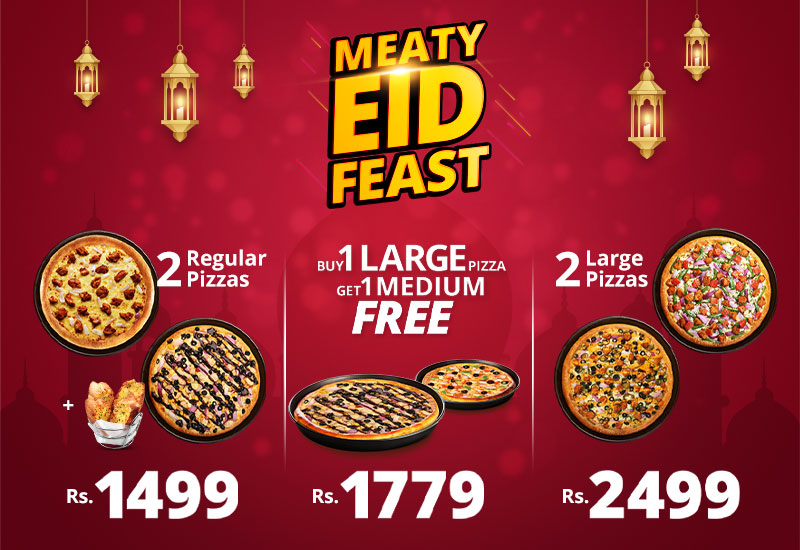 MEATY
EID
FEAST
2 Regular
Pizzas
+
Rs.1499
BUY 1 LARGE PIZZA
GET 1 MEDIUM
FREE
Rs.1779
2 Large
Pizzas
Rs.2499